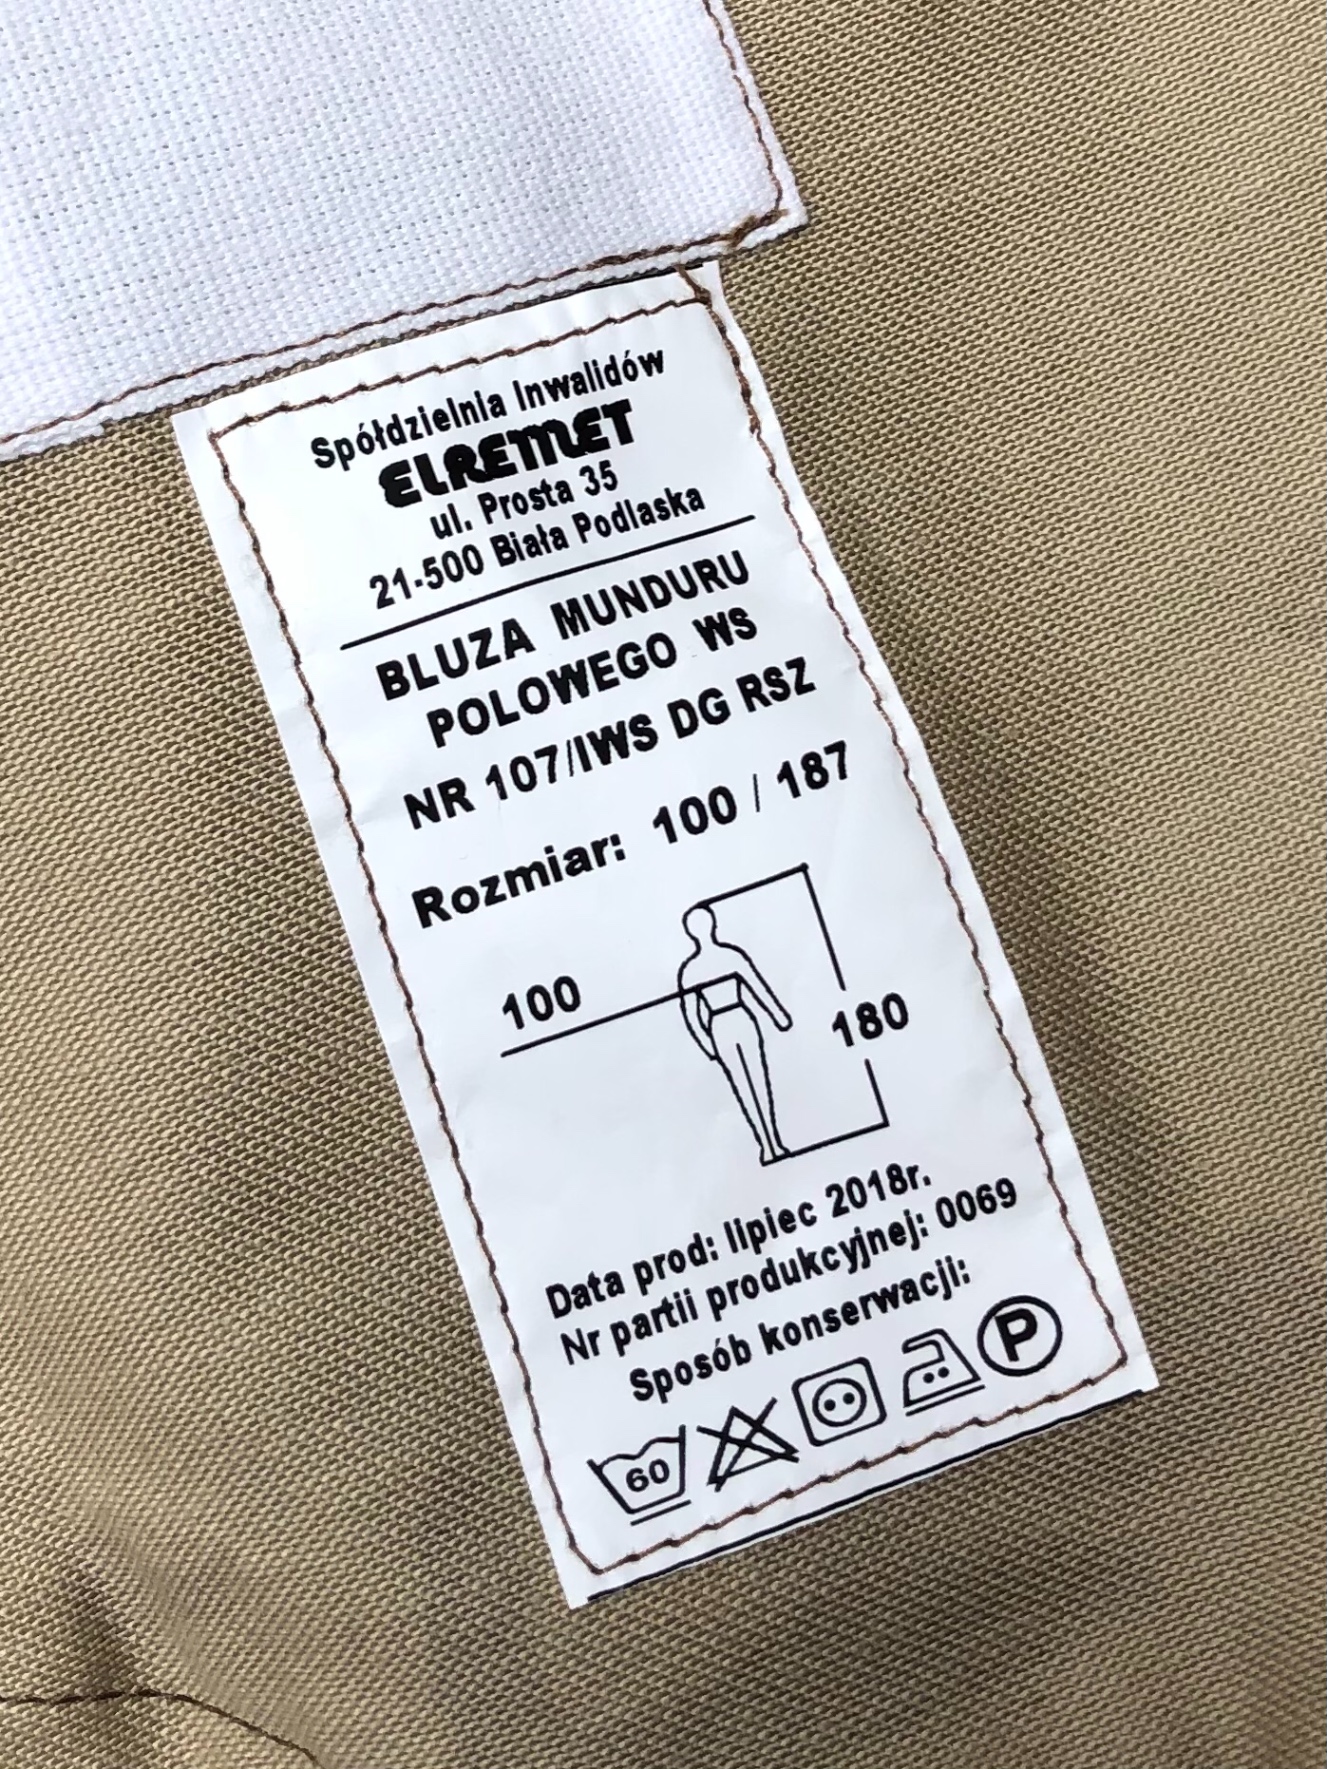 Spółdzielnia Inwalidów
ELREMET
ul. Prosta 35
21-500 Biała Podlaska
BLUZA MUNDURU
POLOWEGO WS
NR 107/IWS DG RSZ
Rozmiar: 100 / 187
100
180
Data prod: lipiec 2018r.
Nr partii produkcyjnej: 0069
Sposób konserwacji:
60
P